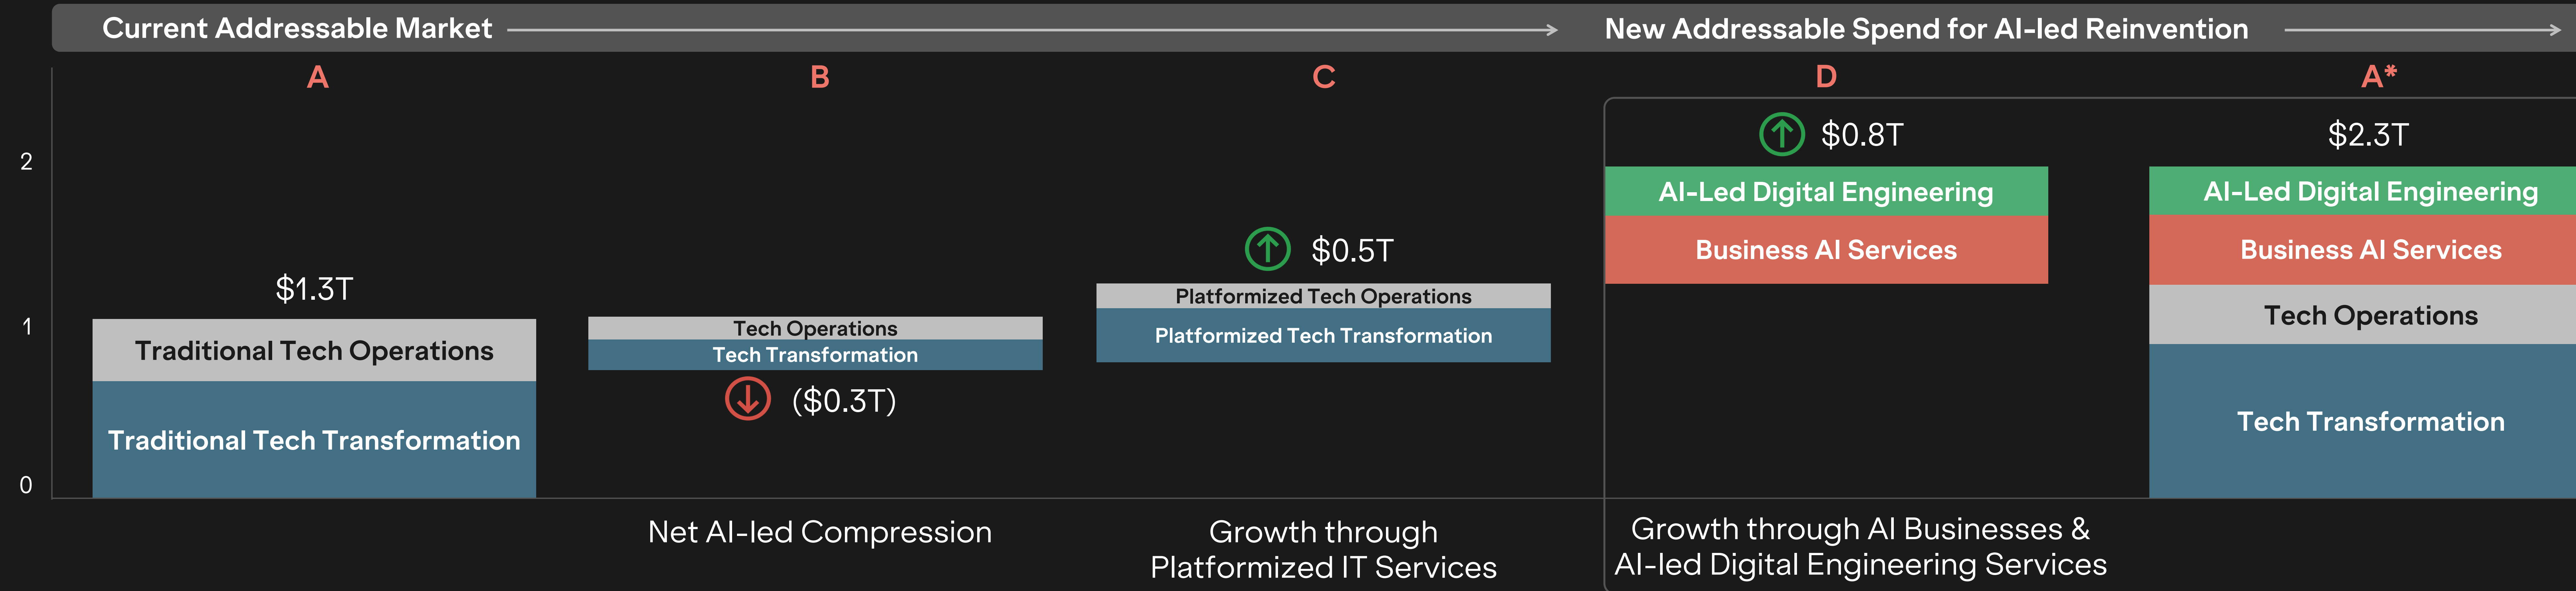 Current Addressable Market
New Addressable Spend for AI-led Reinvention
A
B
C
D
A*
2
1
0
$1.3T
Traditional Tech Operations
Traditional Tech Transformation
Tech Operations
Tech Transformation
($0.3T)
$0.5T
Platformized Tech Operations
Platformized Tech Transformation
$0.8T
AI-Led Digital Engineering
Business AI Services
$2.3T
AI-Led Digital Engineering
Business AI Services
Tech Operations
Tech Transformation
Net AI-led Compression
Growth through
Platformized IT Services
Growth through AI Businesses &
AI-led Digital Engineering Services